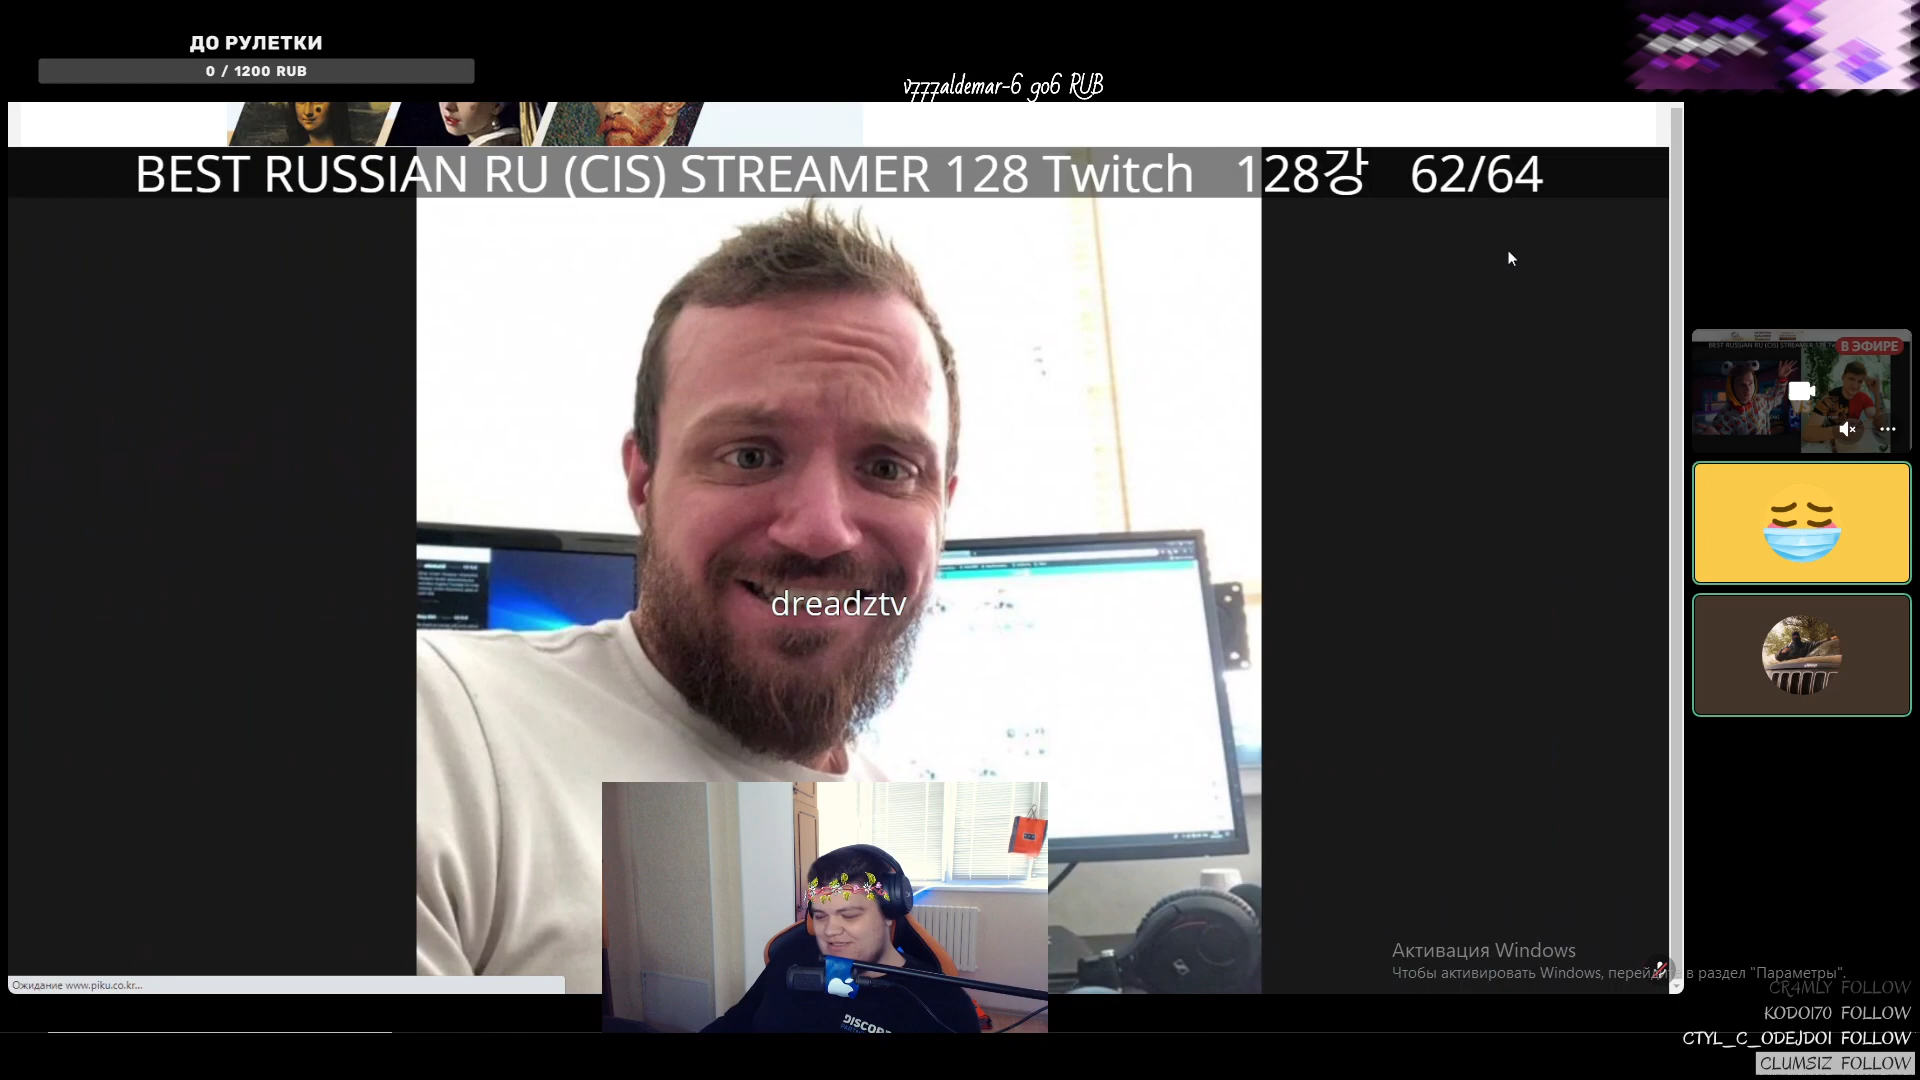 ДО РУЛЕТКИ
0 / 1200 RUB
v777aldemar-6 go6 RUB
BEST RUSSIAN RU (CIS) STREAMER 128 Twitch 128강 62/64
В ЭФИРЕ
dreadztv
DISCORD
Активация Windows
Чтобы активировать Windows, перейдите в раздел "Параметры".
Ожидание www.piku.co.kr...
CR4MLY FOLLOW
KODO170 FOLLOW
CTYL_C_ODEJDOI FOLLOW
CLUMSIZ FOLLOW